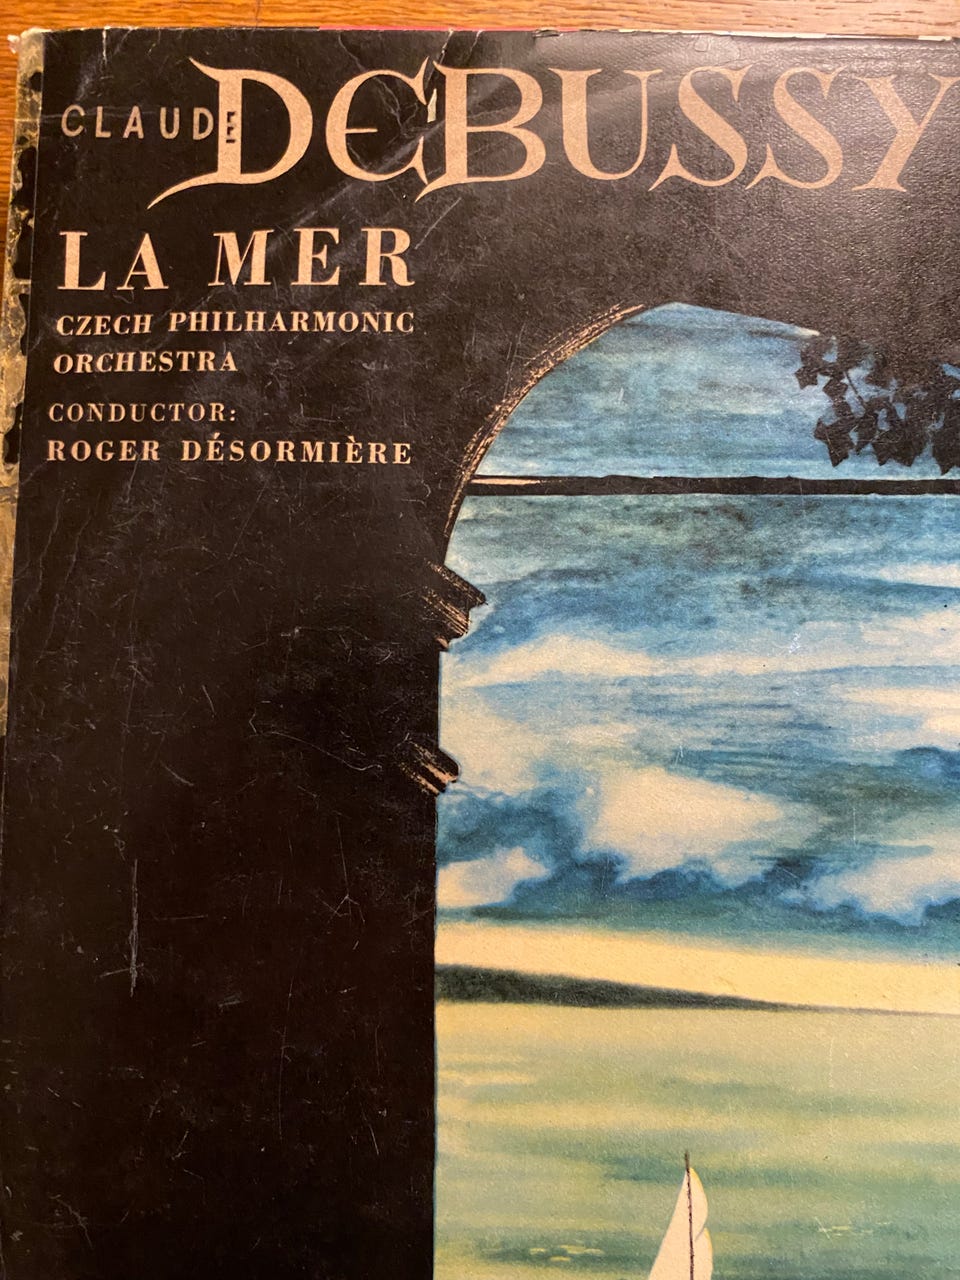 CLAUDE DEBUSSY
LA MER
CZECH PHILHARMONIC
ORCHESTRA
CONDUCTOR:
ROGER DÉSORMIÈRE